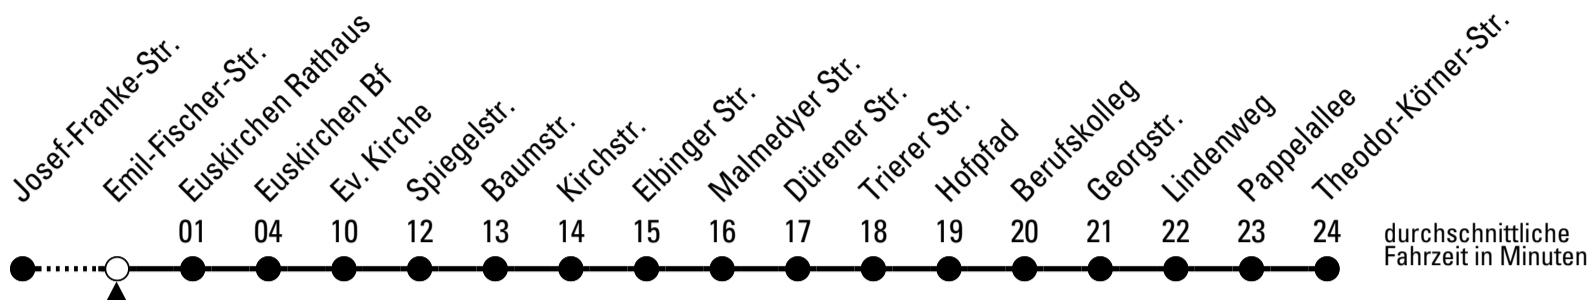 Josef-Franke-Str.
Emil-Fischer-Str.
Euskirchen Rathaus
Euskirchen Bf
Ev. Kirche
Spiegelstr.
Baumstr.
Kirchstr.
Elbinger Str.
Malmedyer Str.
Dürener Str.
Trierer Str.
Hofpfad
Berufskolleg
Georgstr.
Lindenweg
Pappelallee
Theodor-Körner-Str.
01 04 10 12 13 14 15 16 17 18 19 20 21 22 23 24
durchschnittliche
Fahrzeit in Minuten